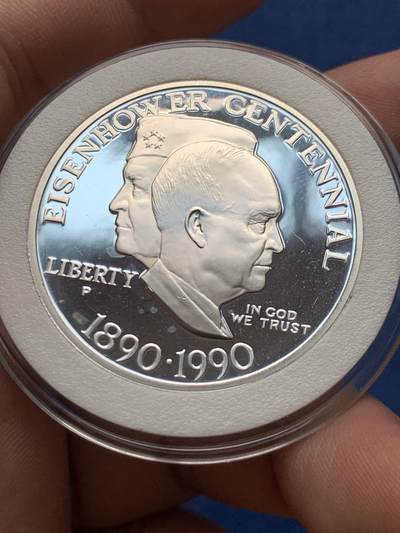 EISENHOWER CENTENNIAL
LIBERTY
P
IN GOD
WE TRUST
1890·1990